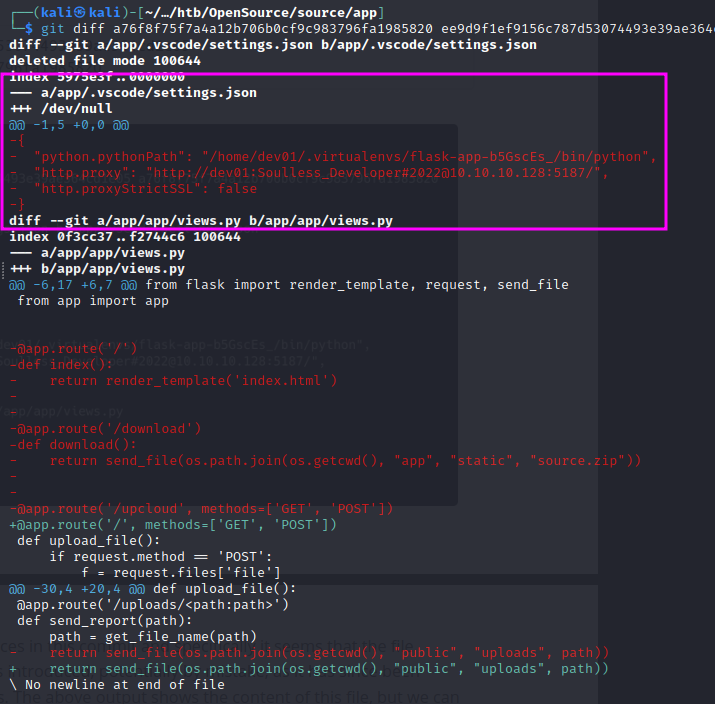 ┌──(kali㉿kali)-[~/…/htb/OpenSource/source/app]
└─$ git diff a76f8f75f7a4a12b706b0cf9c983796fa1985820 ee9d9f1ef9156c787d53074493e39ae364c
diff --git a/app/.vscode/settings.json b/app/.vscode/settings.json
deleted file mode 100644
index 5975e3f..0000000
--- a/app/.vscode/settings.json
+++ /dev/null
@@ -1,5 +0,0 @@
-{
-  "python.pythonPath": "/home/dev01/.virtualenvs/flask-app-b5GscEs_/bin/python",
-  "http.proxy": "http://dev01:Soulless_Developer#2022@10.10.10.128:5187/",
-  "http.proxyStrictSSL": false
-}
diff --git a/app/app/views.py b/app/app/views.py
index 0f3cc37..f2744c6 100644
--- a/app/app/views.py
+++ b/app/app/views.py
@@ -6,17 +6,7 @@ from flask import render_template, request, send_file
 from app import app
-@app.route('/')
-def index():
-    return render_template('index.html')
-
-
-@app.route('/download')
-def download():
-    return send_file(os.path.join(os.getcwd(), "app", "static", "source.zip"))
-
-
-@app.route('/upcloud', methods=['GET', 'POST'])
+@app.route('/', methods=['GET', 'POST'])
 def upload_file():
     if request.method == 'POST':
         f = request.files['file']
@@ -30,4 +20,4 @@ def upload_file():
 @app.route('/uploads/<path:path>')
 def send_report(path):
     path = get_file_name(path)
-    return send_file(os.path.join(os.getcwd(), "public", "uploads", path))
+    return send_file(os.path.join(os.getcwd(), "public", "uploads", path))
\ No newline at end of file